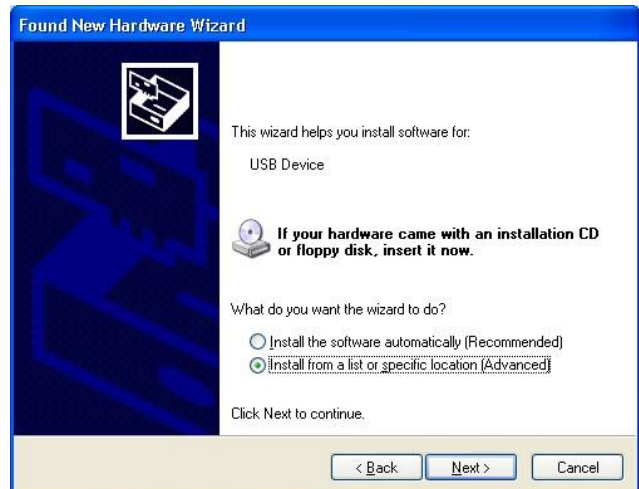 Found New Hardware Wizard
This wizard helps you install software for:
USB Device
If your hardware came with an installation CD
or floppy disk, insert it now.
What do you want the wizard to do?
Install the software automatically (Recommended)
Install from a list or specific location (Advanced)
Click Next to continue.
< Back
Next >
Cancel